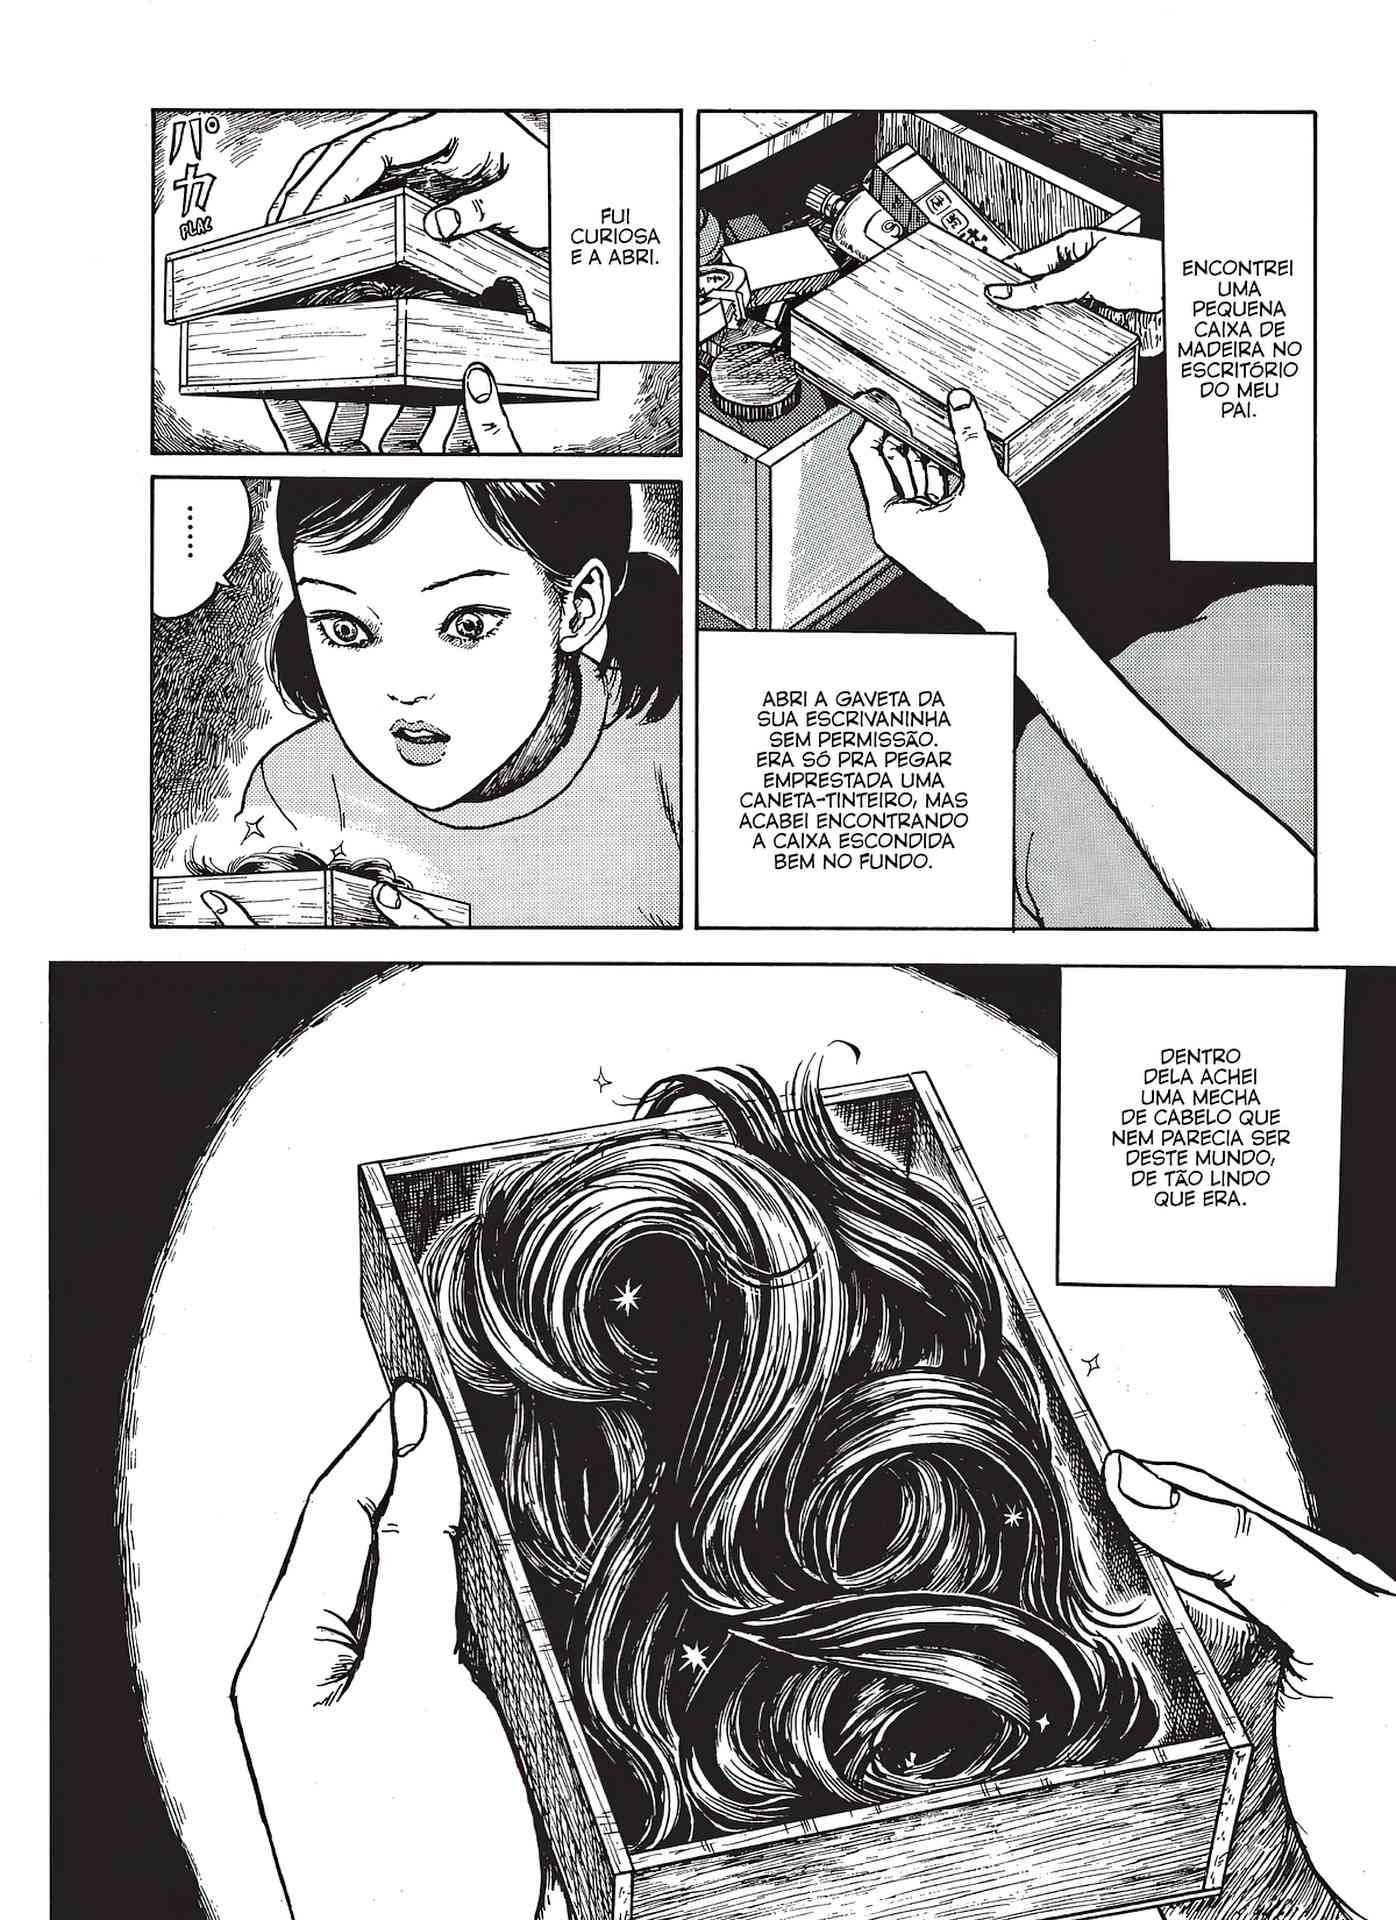 ENCONTREI
UMA
PEQUENA
CAIXA DE
MADEIRA NO
ESCRITÓRIO
DO MEU
PAI.
ABRI A GAVETA DA
SUA ESCRIVANINHA
SEM PERMISSÃO.
ERA SÓ PRA PEGAR
EMPRESTADA UMA
CANETA-TINTEIRO, MAS
ACABEI ENCONTRANDO
A CAIXA ESCONDIDA
BEM NO FUNDO.
FUI
CURIOSA
E A ABRI.
パカ
FLAC
......
DENTRO
DELA ACHEI
UMA MECHA
DE CABELO QUE
NEM PARECIA SER
DESTE MUNDO,
DE TÃO LINDO
QUE ERA.